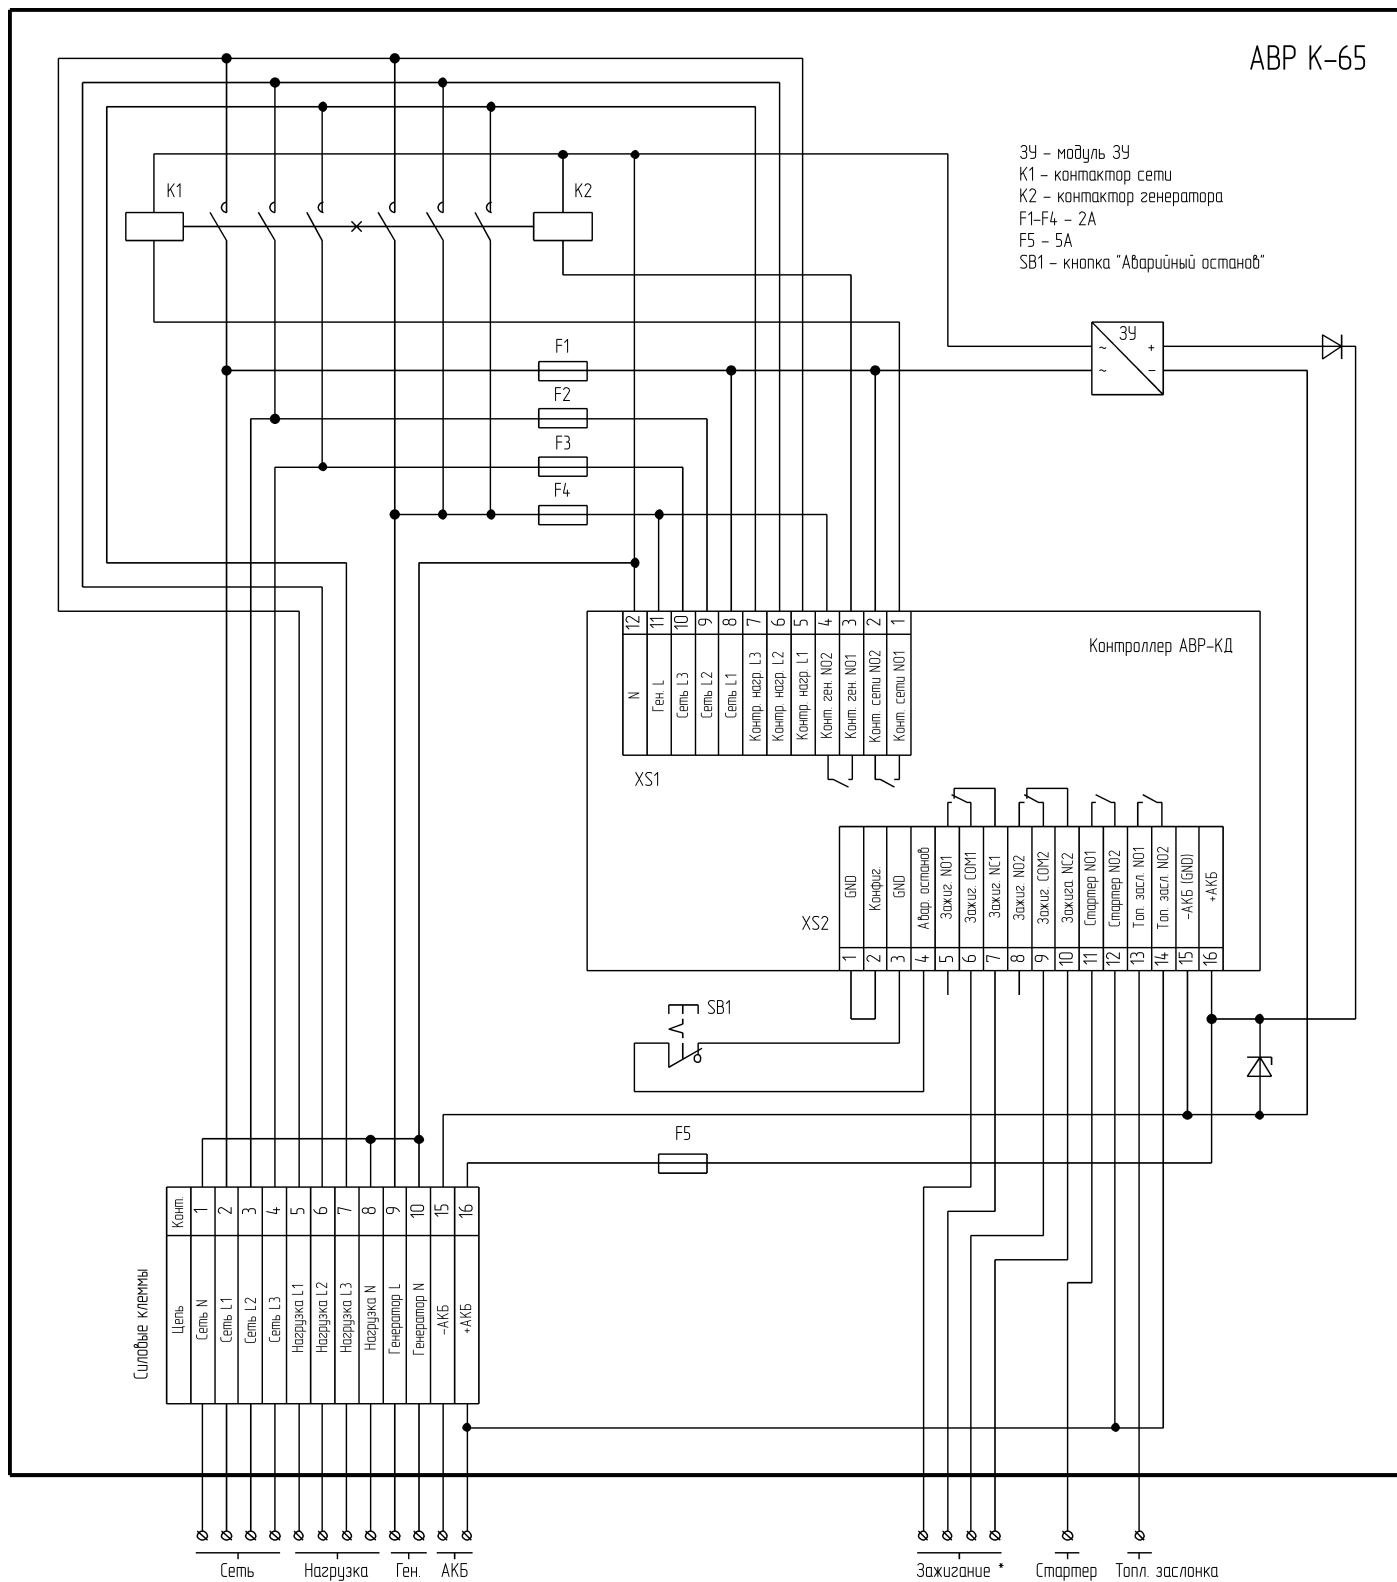 АВР К-65
ЗУ – модуль ЗУ
К1 – контактор сети
К2 – контактор генератора
F1-F4 – 2А
F5 – 5А
SB1 – кнопка "Аварийный останов"
К1
К2
F1
F2
F3
F4
ЗУ
~
~
+
−
12
11
10
9
8
7
6
5
4
3
2
1
N
Ген. L
Сеть L3
Сеть L2
Сеть L1
Контр. нагр. L3
Контр. нагр. L2
Контр. нагр. L1
Конт. ген. NO2
Конт. ген. NO1
Конт. сети NO2
Конт. сети NO1
Контроллер АВР-КД
XS1
XS2
GND
Конфиг.
GND
Авар. останов
Зажиг. NO1
Зажиг. COM1
Зажиг. NC1
Зажиг. NO2
Зажиг. COM2
Зажига. NC2
Стартер NO1
Стартер NO2
Топ. засл. NO1
Топ. засл. NO2
-АКБ (GND)
+АКБ
1
2
3
4
5
6
7
8
9
10
11
12
13
14
15
16
SB1
F5
Силовые клеммы
Конт.
1
2
3
4
5
6
7
8
9
10
15
16
Цепь
Сеть N
Сеть L1
Сеть L2
Сеть L3
Нагрузка L1
Нагрузка L2
Нагрузка L3
Нагрузка N
Генератор L
Генератор N
-АКБ
+АКБ
Сеть
Нагрузка
Ген.
АКБ
Зажигание *
Стартер
Топл. заслонка